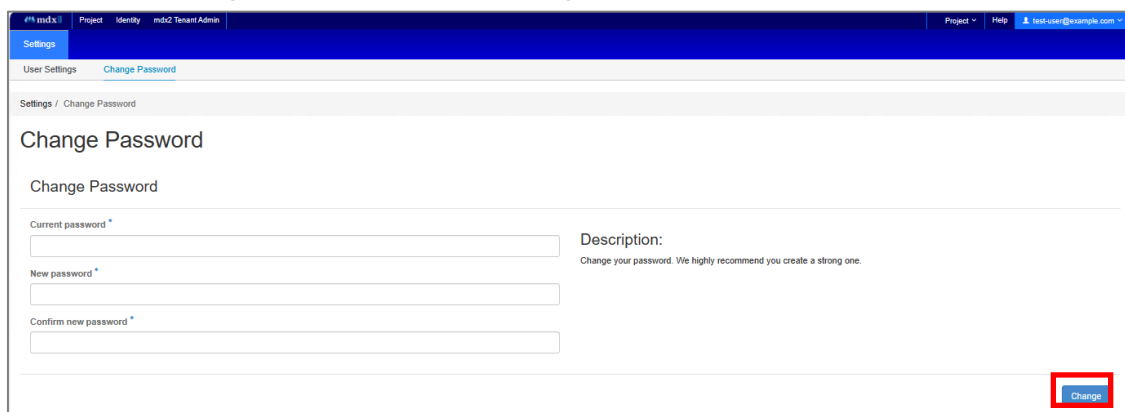 mdx II Project Identity mdx2 Tenant Admin Project Help test-user@example.com
Settings
User Settings Change Password
Settings / Change Password
Change Password
Change Password
Current password *
Description:
Change your password. We highly recommend you create a strong one.
New password *
Confirm new password *
Change